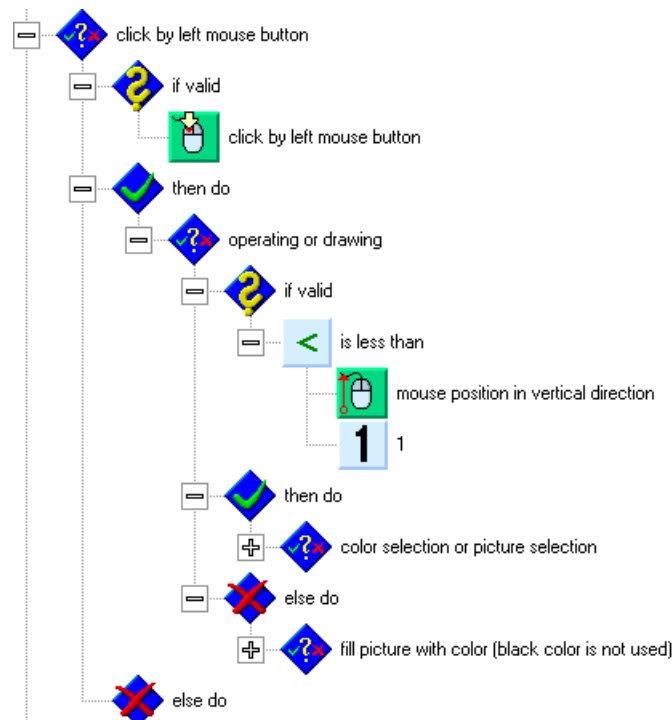 click by left mouse button
if valid
click by left mouse button
then do
operating or drawing
if valid
< is less than
mouse position in vertical direction
1 1
then do
color selection or picture selection
else do
fill picture with color (black color is not used)
else do